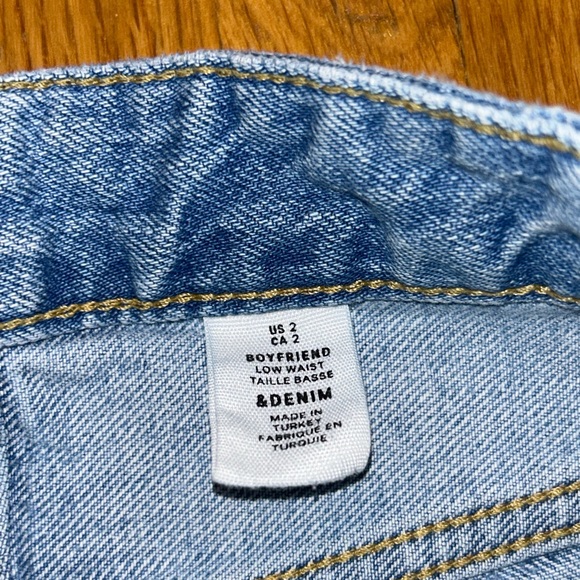 US 2
CA 2
BOYFRIEND
LOW WAIST
TAILLE BASSE
&DENIM
MADE IN
TURKEY
FABRIQUÉ EN
TURQUIE